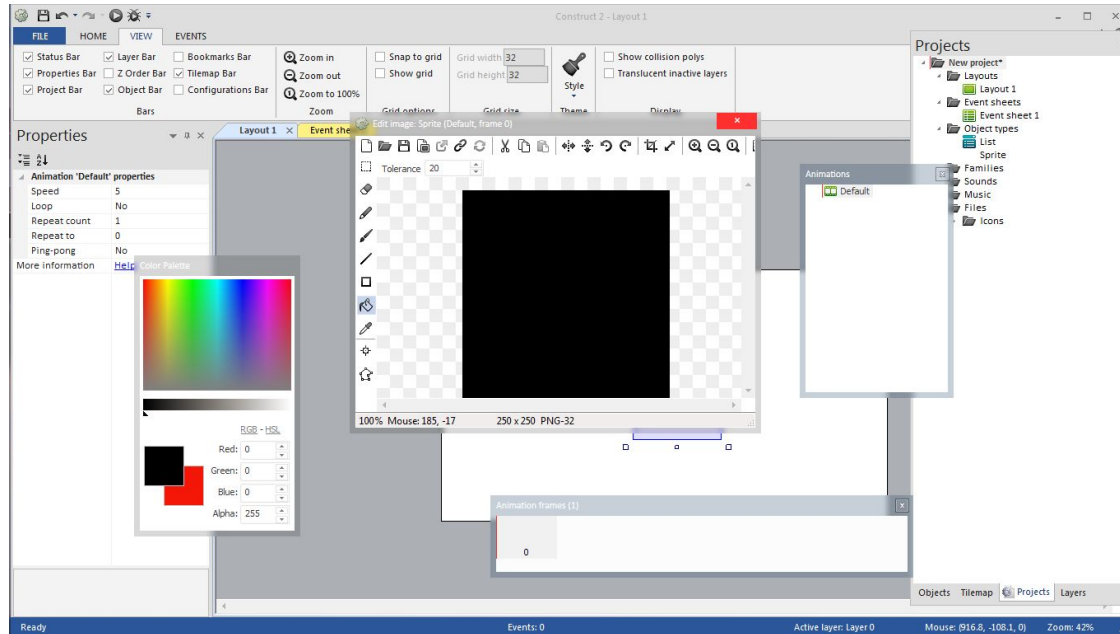 Construct 2 - Layout 1
FILE HOME VIEW EVENTS
Status Bar Layer Bar Bookmarks Bar
Properties Bar Z Order Bar Tilemap Bar
Project Bar Object Bar Configurations Bar
Bars
Zoom in
Zoom out
Zoom to 100%
Zoom
Snap to grid
Show grid
Grid options
Grid width 32
Grid height 32
Grid size
Style
Theme
Show collision polys
Translucent inactive layers
Display
Properties
Animation 'Default' properties
Speed 5
Loop No
Repeat count 1
Repeat to 0
Ping-pong No
More information Help
Layout 1 Event she
Edit image: Sprite (Default, frame 0)
Tolerance 20
100% Mouse: 185, -17 250 x 250 PNG-32
Color Palette
RGB - HSL
Red: 0
Green: 0
Blue: 0
Alpha: 255
Animations
Default
Animation frames (1)
0
Projects
New project*
Layouts
Layout 1
Event sheets
Event sheet 1
Object types
List
Sprite
Families
Sounds
Music
Files
Icons
Objects Tilemap Projects Layers
Ready Events: 0 Active layer: Layer 0 Mouse: (916.8, -108.1, 0) Zoom: 42%